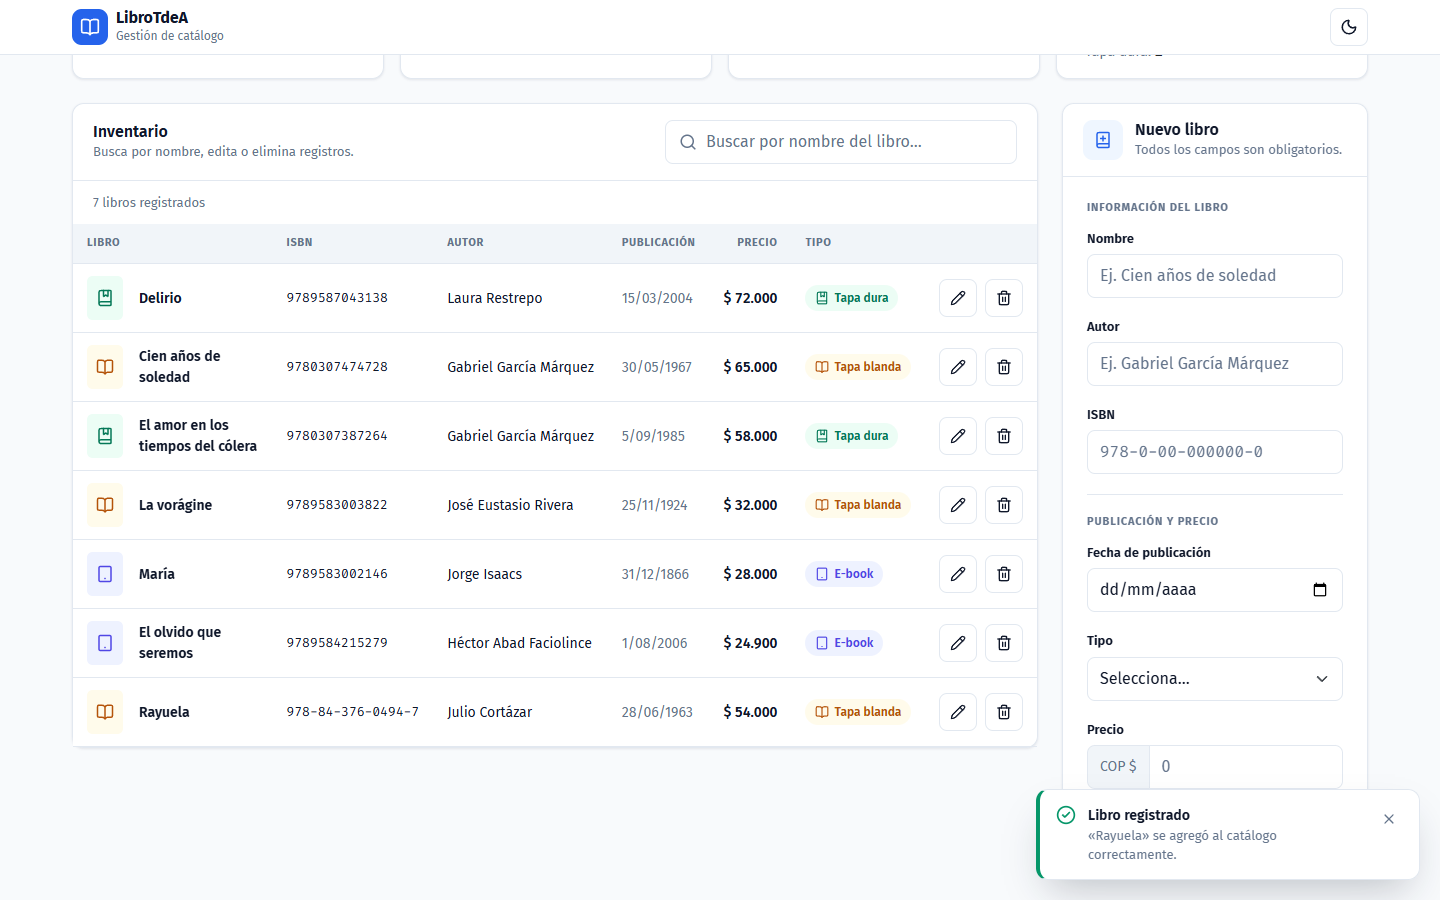 LibroTdeA
Gestión de catálogo
Inventario
Busca por nombre, edita o elimina registros.
Buscar por nombre del libro...
7 libros registrados
LIBRO ISBN AUTOR PUBLICACIÓN PRECIO TIPO
Delirio 9789587043138 Laura Restrepo 15/03/2004 $ 72.000 Tapa dura
Cien años de
soledad 9780307474728 Gabriel García Márquez 30/05/1967 $ 65.000 Tapa blanda
El amor en los
tiempos del cólera 9780307387264 Gabriel García Márquez 5/09/1985 $ 58.000 Tapa dura
La vorágine 9789583003822 José Eustasio Rivera 25/11/1924 $ 32.000 Tapa blanda
María 9789583002146 Jorge Isaacs 31/12/1866 $ 28.000 E-book
El olvido que
seremos 9789584215279 Héctor Abad Faciolince 1/08/2006 $ 24.900 E-book
Rayuela 978-84-376-0494-7 Julio Cortázar 28/06/1963 $ 54.000 Tapa blanda
Nuevo libro
Todos los campos son obligatorios.
INFORMACIÓN DEL LIBRO
Nombre
Ej. Cien años de soledad
Autor
Ej. Gabriel García Márquez
ISBN
978-0-00-000000-0
PUBLICACIÓN Y PRECIO
Fecha de publicación
dd/mm/aaaa
Tipo
Selecciona...
Precio
COP $ 0
Libro registrado
«Rayuela» se agregó al catálogo
correctamente.